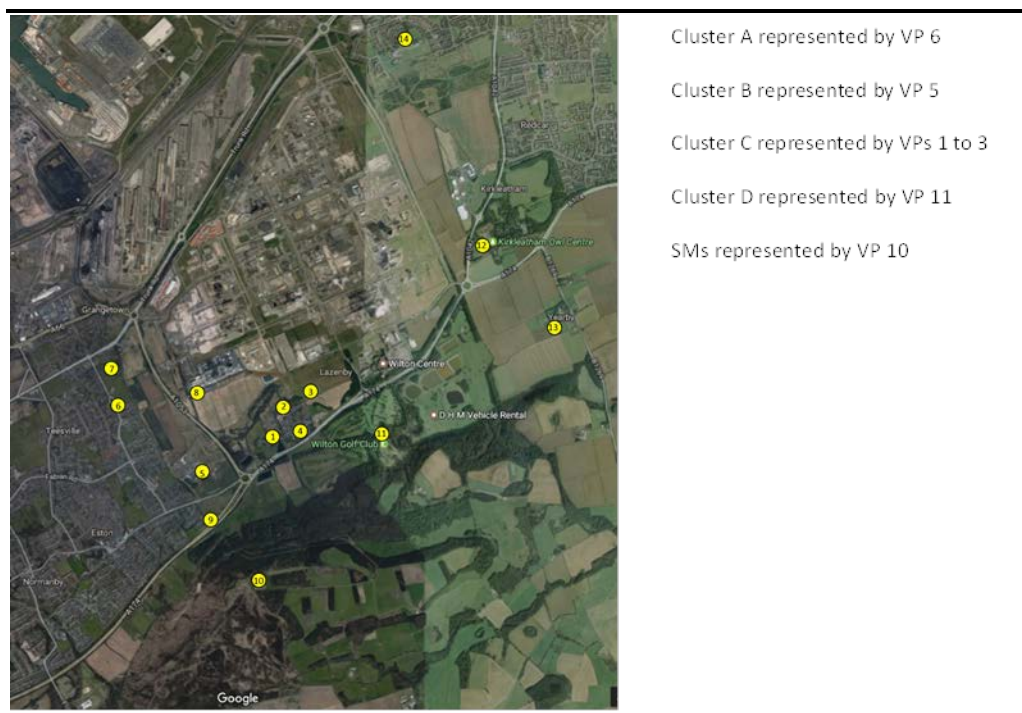 Cluster A represented by VP 6
Cluster B represented by VP 5
Cluster C represented by VPs 1 to 3
Cluster D represented by VP 11
SMs represented by VP 10
14
Redcar
Kirkleatham
12
Kirkleatham Owl Centre
A174
Yearby
13
Grangetown
7
Wilton Centre
Lazenby
8
3
6
2
D H M Vehicle Rental
Teesville
4
11
1
Wilton Golf Club
5
9
Eston
10
Normanby
A174
Google